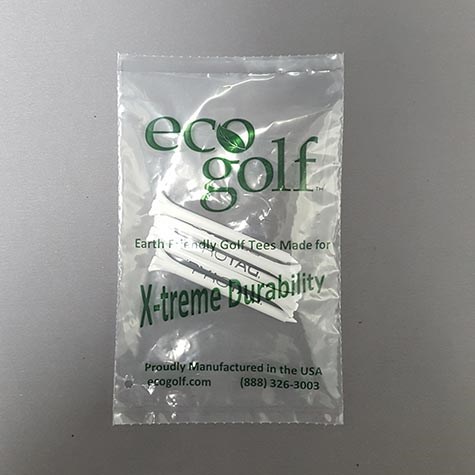 eco
golf™
Earth Friendly Golf Tees Made for
X-treme Durability
Proudly Manufactured in the USA
ecogolf.com (888) 326-3003